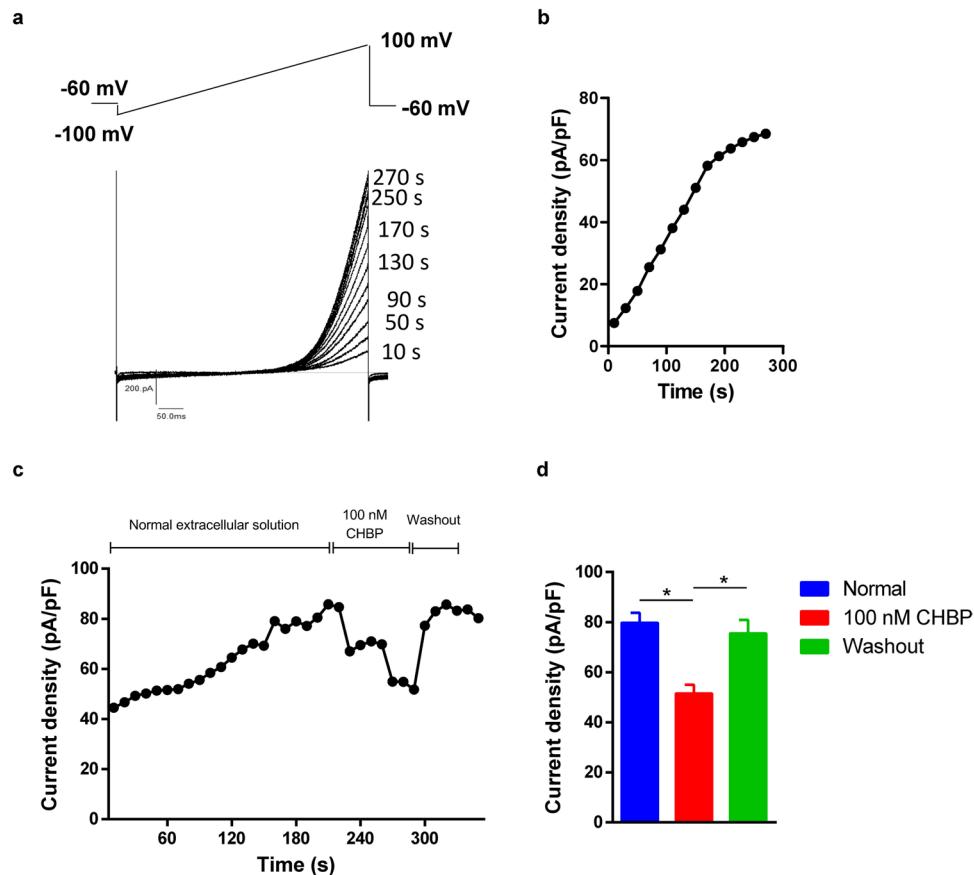 a
100 mV
-60 mV
-60 mV
-100 mV
270 s
250 s
170 s
130 s
90 s
50 s
10 s
200.pA
50.0ms
b
Current density (pA/pF)
80
60
40
20
0
0 100 200 300
Time (s)
c
Normal extracellular solution
100 nM
CHBP
Washout
Current density (pA/pF)
100
80
60
40
20
0
60 120 180 240 300
Time (s)
d
Current density (pA/pF)
100
80
60
40
20
0
* *
Normal
100 nM CHBP
Washout